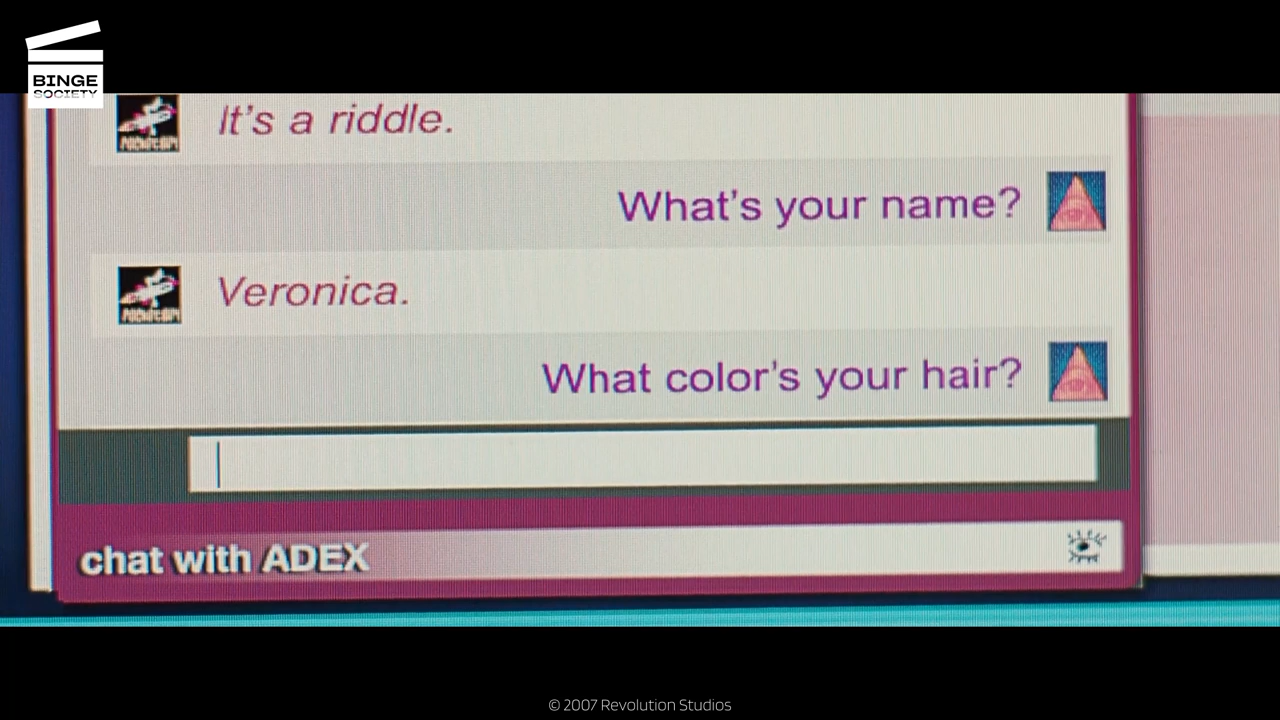 BINGE
SOCIETY
It's a riddle.
What's your name?
Veronica.
What color's your hair?
chat with ADEX
© 2007 Revolution Studios